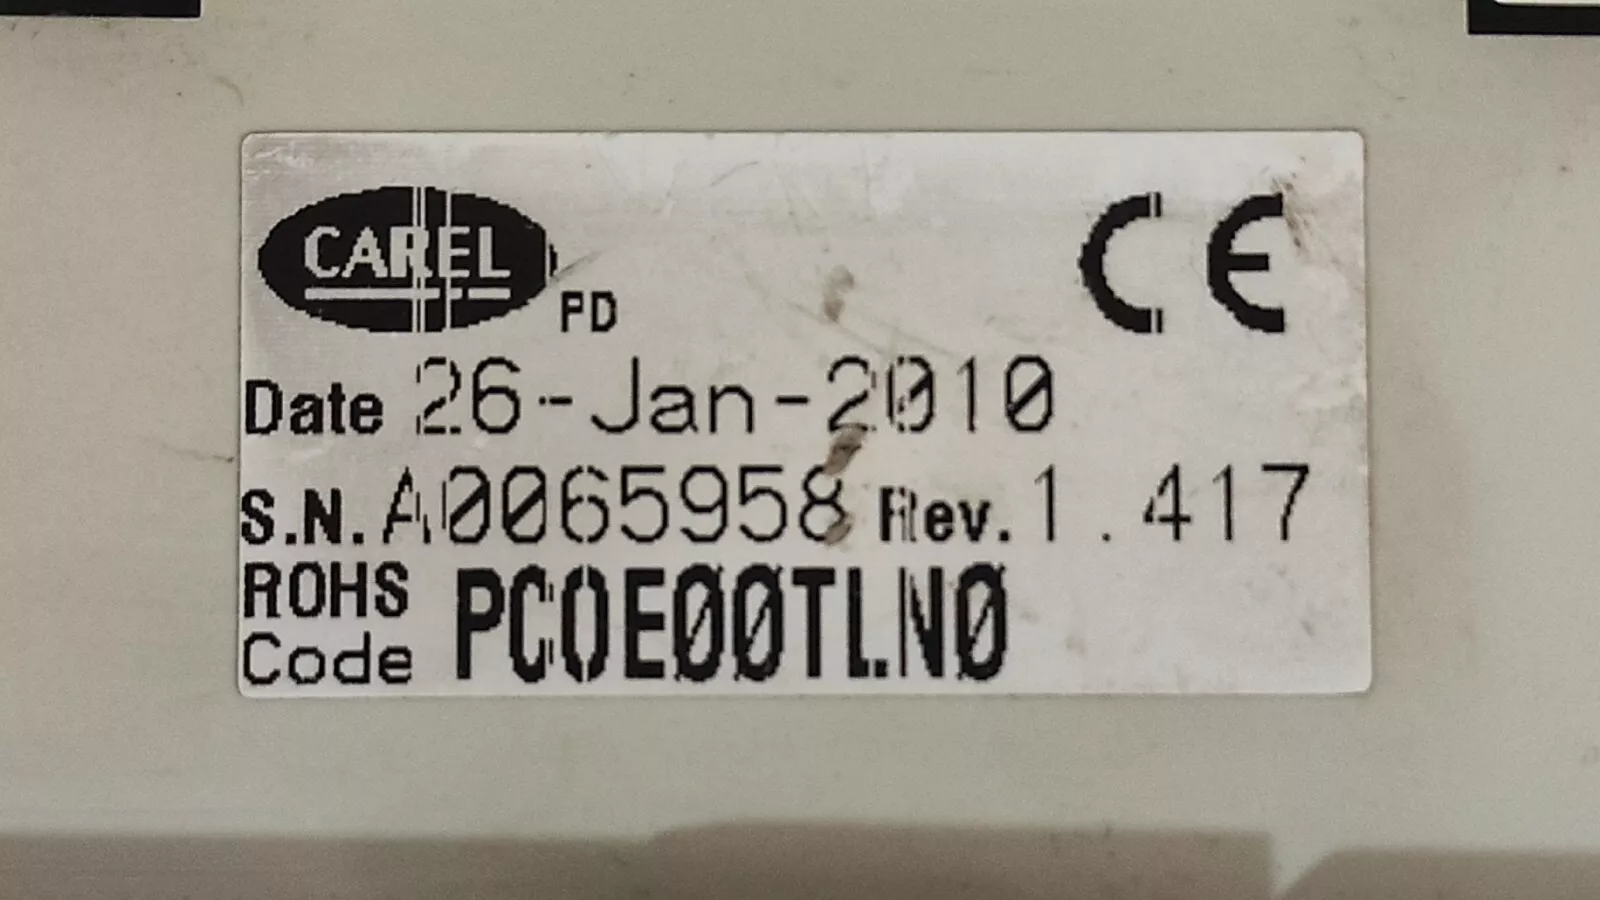 CAREL PD CE
Date 26-Jan-2010
S.N. A0065958 Rev. 1.417
ROHS
Code PCOE00TLN0